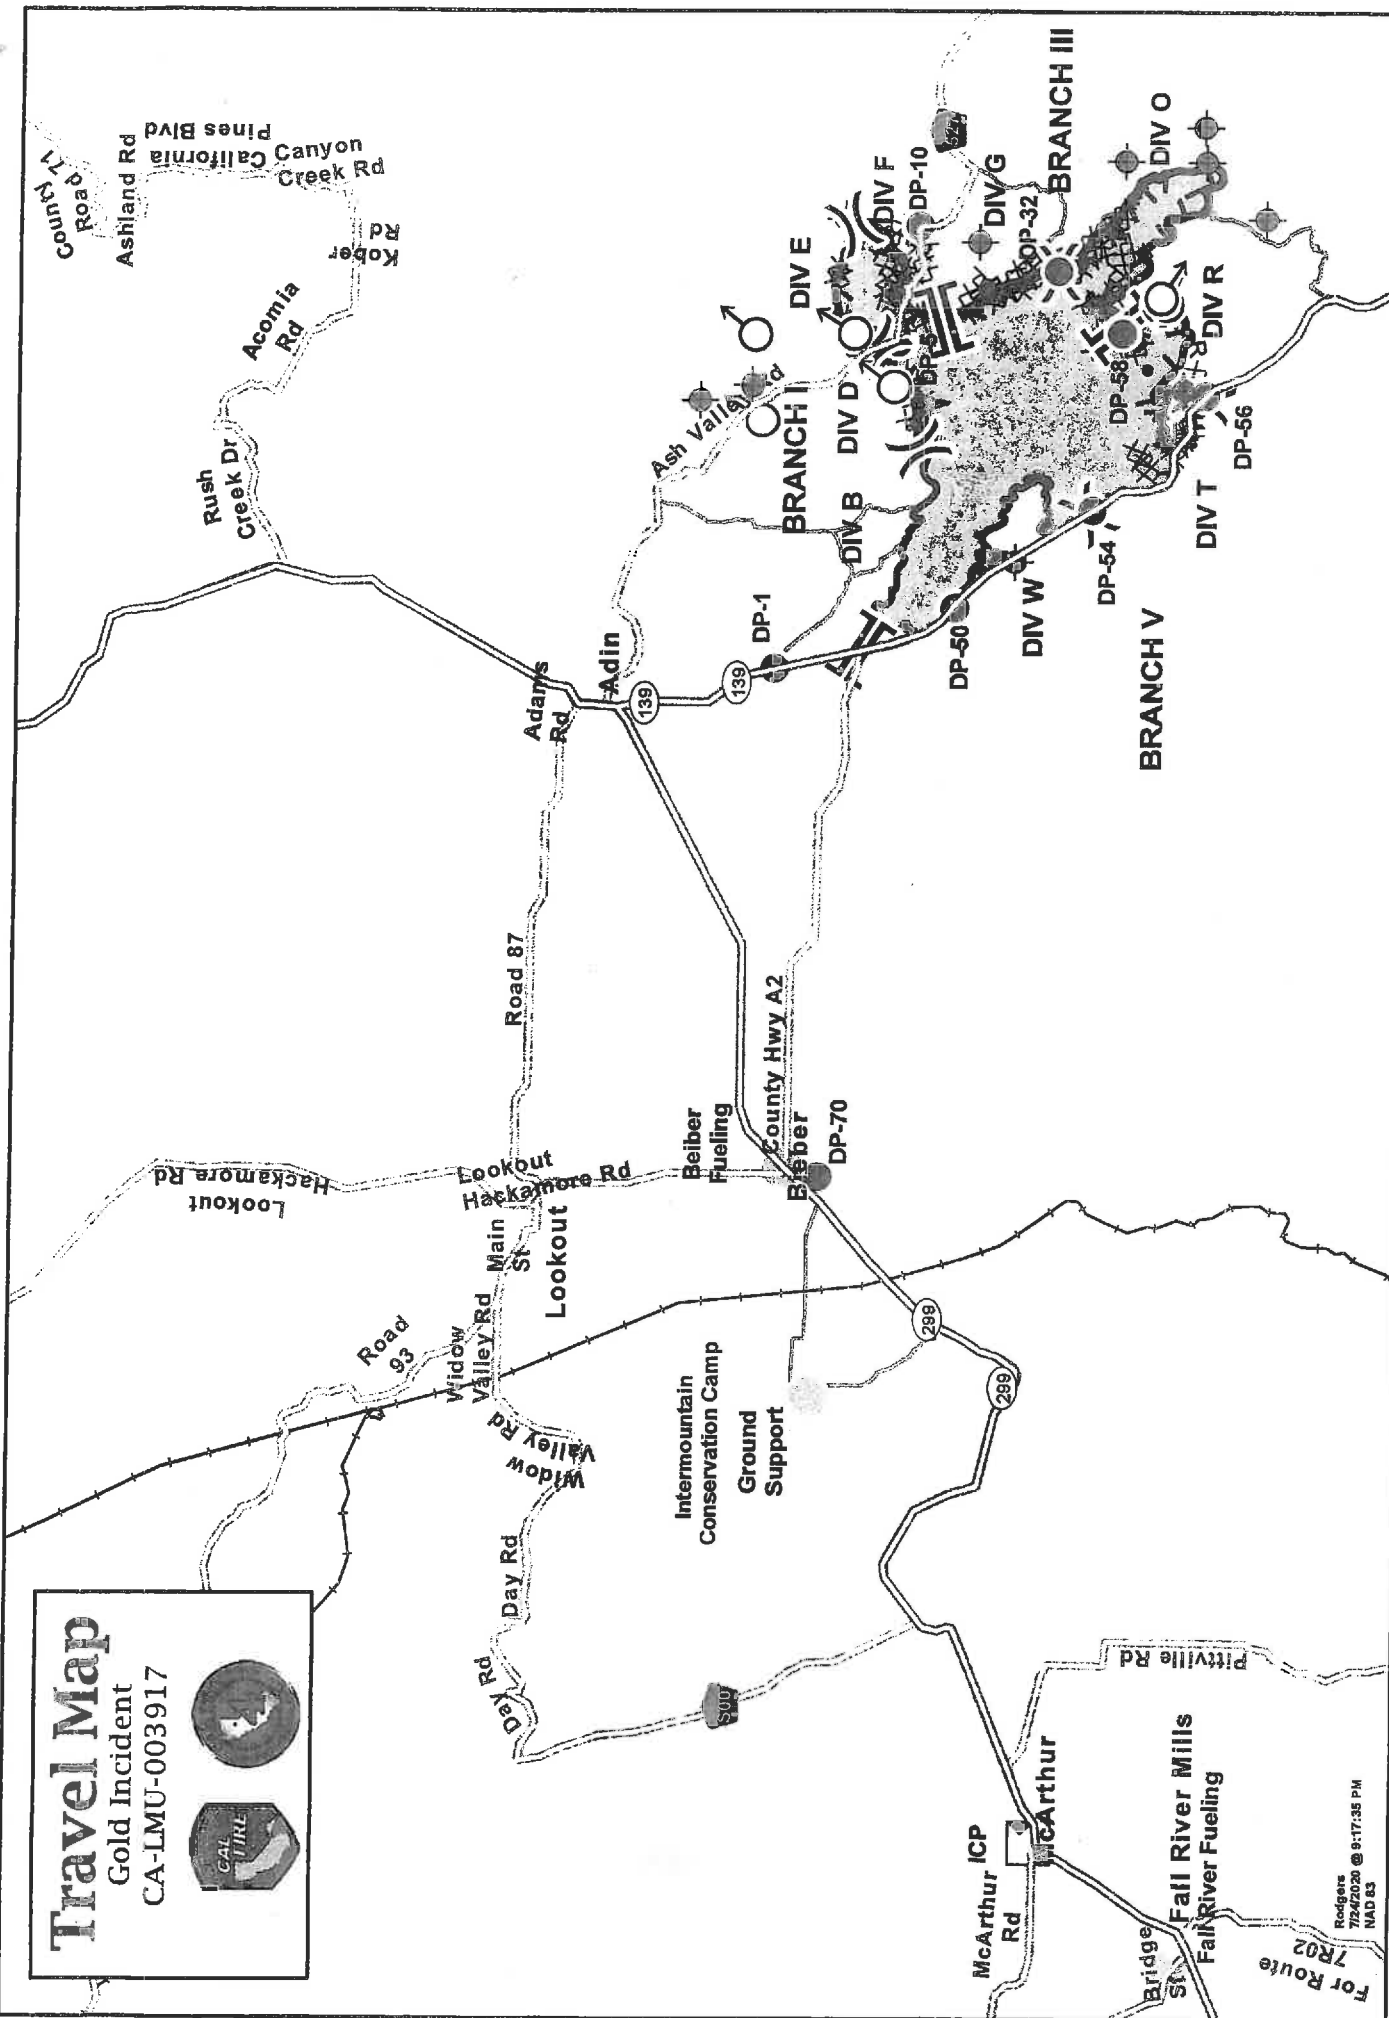 Travel Map
Gold Incident
CA-LMU-003917
CAL
FIRE
County
Road 71
Ashland Rd
California
Pines Blvd
Canyon
Creek Rd
Kober
Rd
Acomia
Rd
Rush
Creek Dr
Adams
Rd
Adin
139
139
Ash Valley Rd
Road 87
Lookout
Hackamore Rd
Lookout
Hackamore Rd
Main
St
Lookout
Road
93
Widow
Valley Rd
Widow
Valley Rd
Day Rd
Day Rd
Beiber
Fueling
County Hwy A2
Bieber
DP-70
Intermountain
Conservation Camp
Ground
Support
299
299
Pittville Rd
ICP
McArthur
McArthur
Rd
Fall River Mills
Fall River Fueling
Bridge
St
For Route
7R02
BRANCH I
DIV B
DIV D
DIV E
DIV F
DIV G
BRANCH III
DIV O
DIV R
DIV T
DIV W
BRANCH V
DP-1
DP-5
DP-10
DP-32
DP-50
DP-54
DP-56
DP-58
Rodgers
7/24/2020 @ 9:17:35 PM
NAD 83